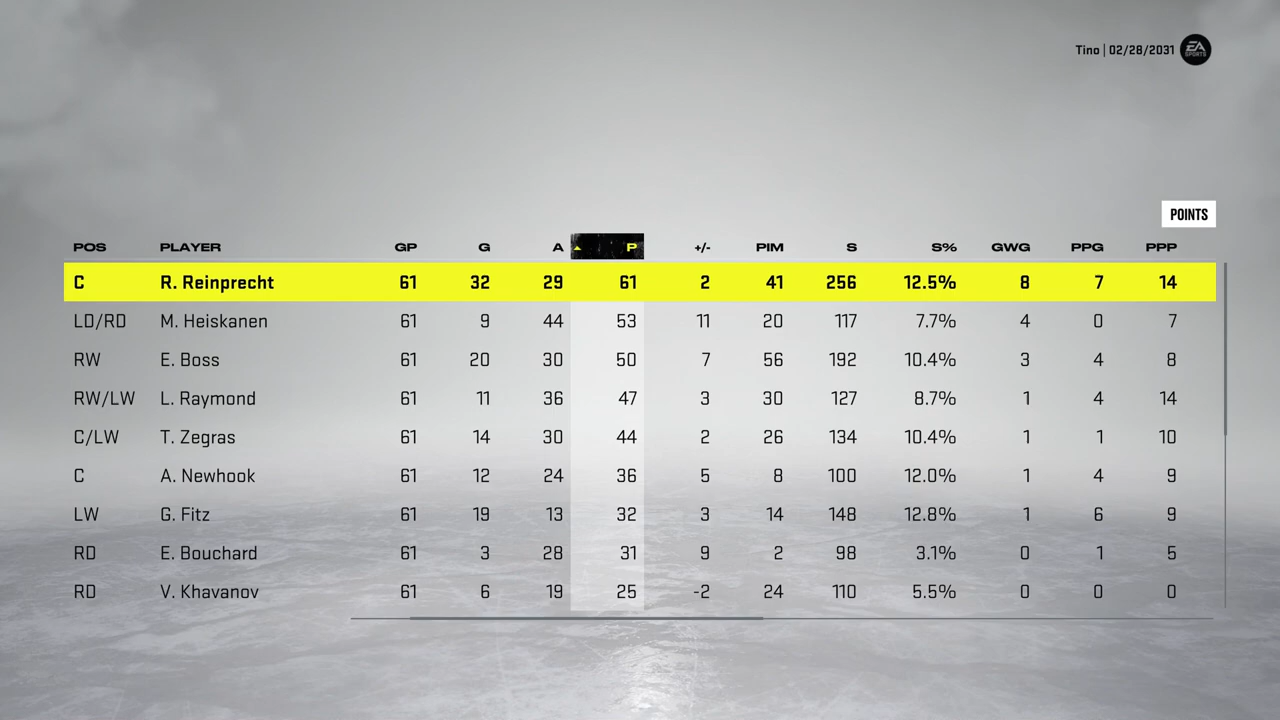 Tino | 02/28/2031 EA SPORTS
POINTS
POS PLAYER GP G A P +/- PIM S S% GWG PPG PPP
C R. Reinprecht 61 32 29 61 2 41 256 12.5% 8 7 14
LD/RD M. Heiskanen 61 9 44 53 11 20 117 7.7% 4 0 7
RW E. Boss 61 20 30 50 7 56 192 10.4% 3 4 8
RW/LW L. Raymond 61 11 36 47 3 30 127 8.7% 1 4 14
C/LW T. Zegras 61 14 30 44 2 26 134 10.4% 1 1 10
C A. Newhook 61 12 24 36 5 8 100 12.0% 1 4 9
LW G. Fitz 61 19 13 32 3 14 148 12.8% 1 6 9
RD E. Bouchard 61 3 28 31 9 2 98 3.1% 0 1 5
RD V. Khavanov 61 6 19 25 -2 24 110 5.5% 0 0 0